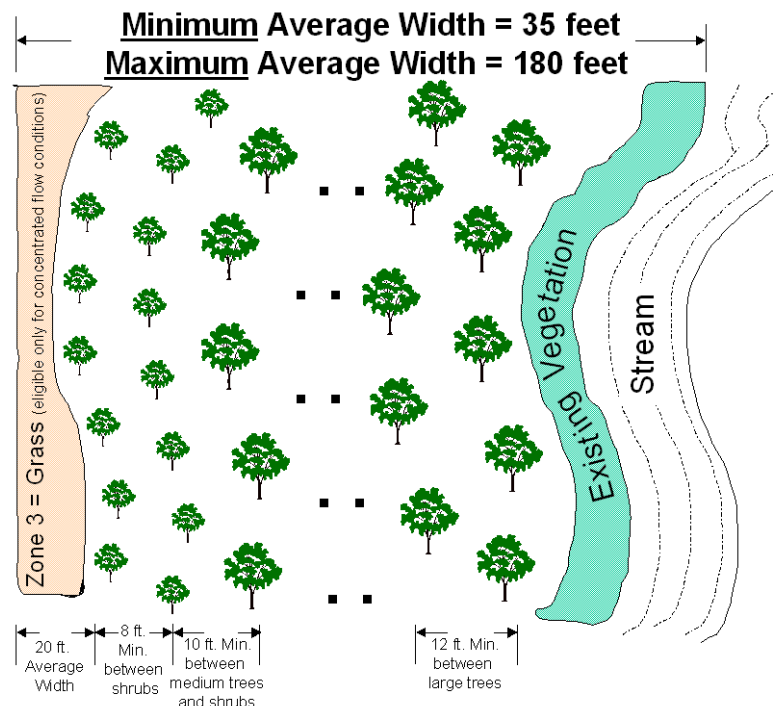 Minimum Average Width = 35 feet
Maximum Average Width = 180 feet
Zone 3 = Grass (eligible only for concentrated flow conditions)
Existing Vegetation
Stream
20 ft.
Average
Width
8 ft.
Min.
between
shrubs
10 ft. Min.
between
medium trees
and shrubs
12 ft. Min.
between
large trees